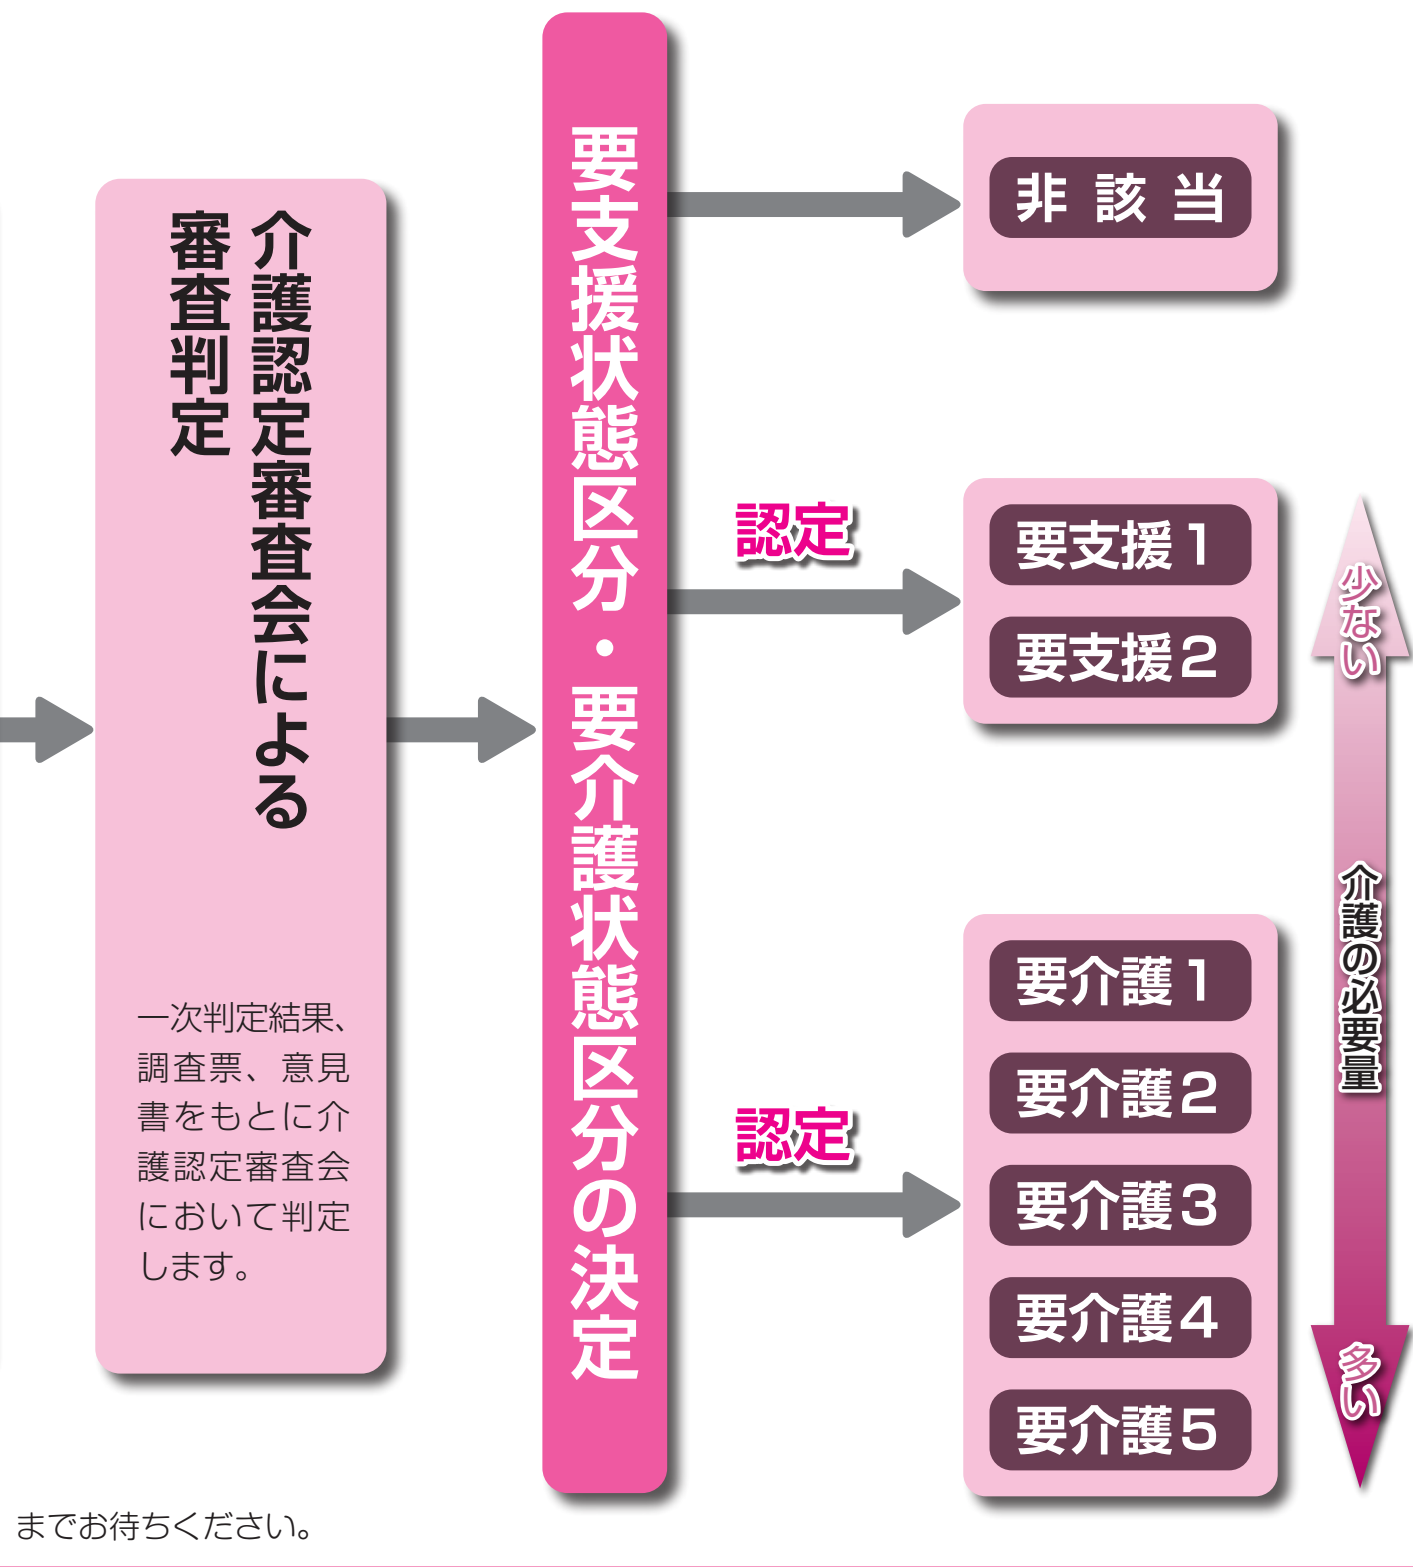 介護認定審査会による
審査判定
一次判定結果、
調査票、意見
書をもとに介
護認定審査会
において判定
します。
要支援状態区分・要介護状態区分の決定
非該当
認定
要支援1
要支援2
認定
要介護1
要介護2
要介護3
要介護4
要介護5
少ない
介護の必要量
多い
までお待ちください。